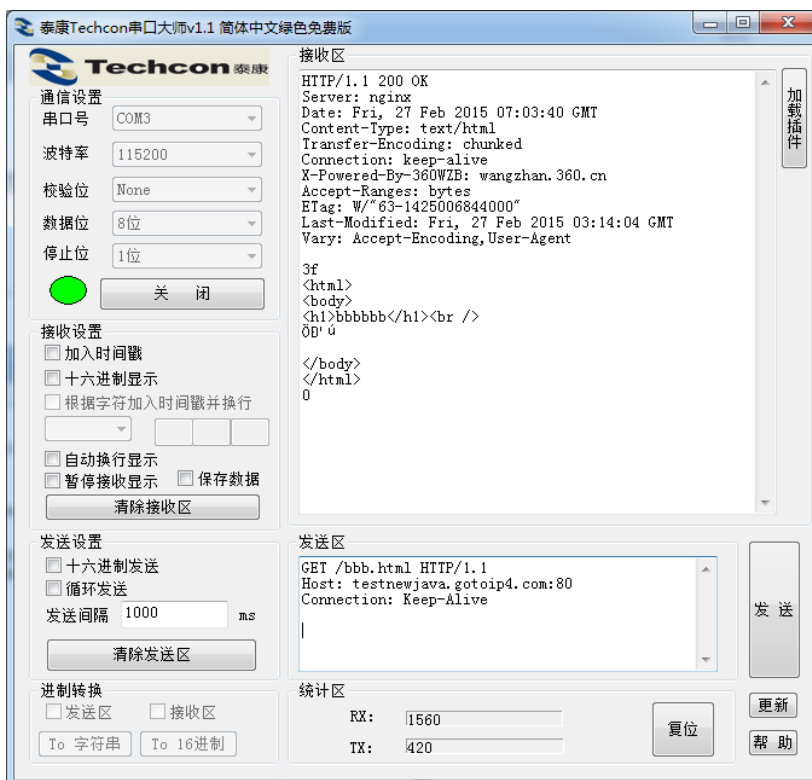 泰康Techcon串口大师v1.1 简体中文绿色免费版
Techcon 泰康
通信设置
串口号 COM3
波特率 115200
校验位 None
数据位 8位
停止位 1位
关 闭
接收设置
加入时间戳
十六进制显示
根据字符加入时间戳并换行
自动换行显示
暂停接收显示 保存数据
清除接收区
发送设置
十六进制发送
循环发送
发送间隔 1000 ms
清除发送区
进制转换
发送区 接收区
To 字符串 To 16进制
接收区
HTTP/1.1 200 OK
Server: nginx
Date: Fri, 27 Feb 2015 07:03:40 GMT
Content-Type: text/html
Transfer-Encoding: chunked
Connection: keep-alive
X-Powered-By-360WZB: wangzhan.360.cn
Accept-Ranges: bytes
ETag: W/"63-1425006844000"
Last-Modified: Fri, 27 Feb 2015 03:14:04 GMT
Vary: Accept-Encoding,User-Agent
3f
<html>
<body>
<h1>bbbbbb</h1><br />
ÖÐ'ú
</body>
</html>
0
加载插件
发送区
GET /bbb.html HTTP/1.1
Host: testnewjava.gotoip4.com:80
Connection: Keep-Alive
发 送
统计区
RX: 1560
TX: 420
复位
更新
帮 助